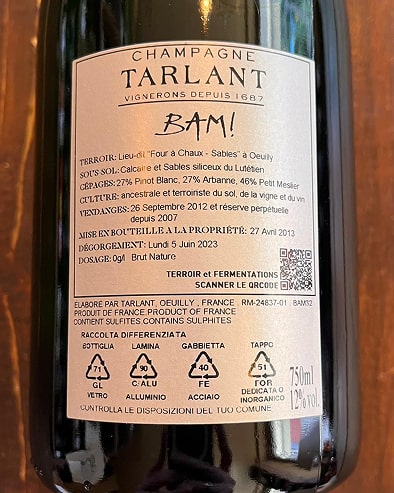 CHAMPAGNE
TARLANT
VIGNERONS DEPUIS 1687
BAM!
TERROIR: Lieu-dit "Four à Chaux - Sables" à Oeuilly
SOUS SOL: Calcaire et Sables siliceux du Lutétien
CÉPAGES: 27% Pinot Blanc, 27% Arbanne, 46% Petit Meslier
CULTURE: ancestrale et terroiriste du sol, de la vigne et du vin
VENDANGES: 26 Septembre 2012 et réserve perpétuelle
depuis 2007
MISE EN BOUTEILLE A LA PROPRIÉTÉ: 27 Avril 2013
DÉGORGEMENT: Lundi 5 Juin 2023
DOSAGE: 0g/l Brut Nature
TERROIR et FERMENTATIONS
SCANNER LE QRCODE
ELABORÉ PAR TARLANT, OEUILLY, FRANCE. RM-24837-01. BAM12
PRODUIT DE FRANCE.PRODUCT OF FRANCE
CONTIENT SULFITES.CONTAINS SULPHITES
RACCOLTA DIFFERENZIATA
BOTTIGLIA LAMINA GABBIETTA TAPPO
71 90 40 51
GL C/ALU FE FOR
VETRO ALLUMINIO ACCIAIO DEDICATA O
INORGANICO
750ml
12% vol.
CONTROLLA LE DISPOSIZIONI DEL TUO COMUNE